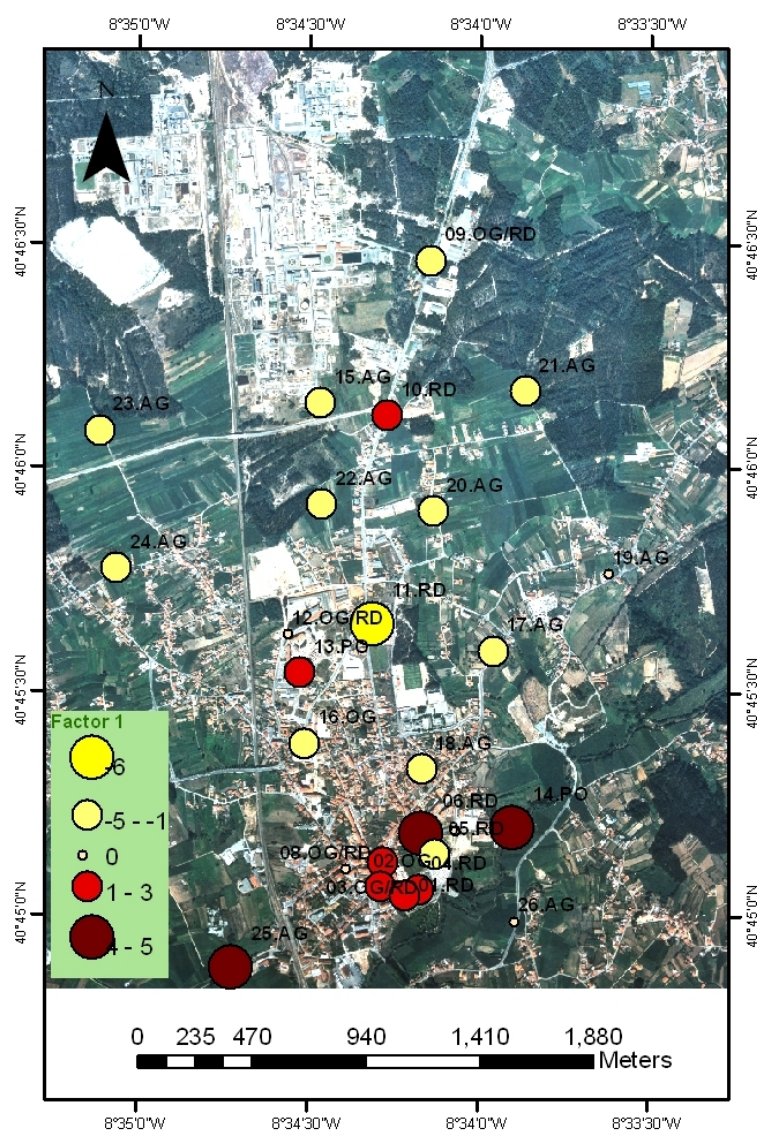 8°35'0"W 8°34'30"W 8°34'0"W 8°33'30"W
N
09.OG/RD
40°46'30"N 40°46'30"N
15.AG 21.AG
10.RD
23.AG
40°46'0"N 40°46'0"N
22.AG 20.AG
24.AG 19.AG
11.RD
12.OG/RD
17.AG
13.PO
40°45'30"N 40°45'30"N
16.OG
Factor 1
18.AG
-6
06.RD 14.PO
-5 - -1
05.RD
08.OG/RD 02.OG 04.RD
0
03.OG/RD 01.RD
1 - 3
26.AG
40°45'0"N 40°45'0"N
25.AG
4 - 5
0 235 470 940 1,410 1,880
Meters
8°35'0"W 8°34'30"W 8°34'0"W 8°33'30"W